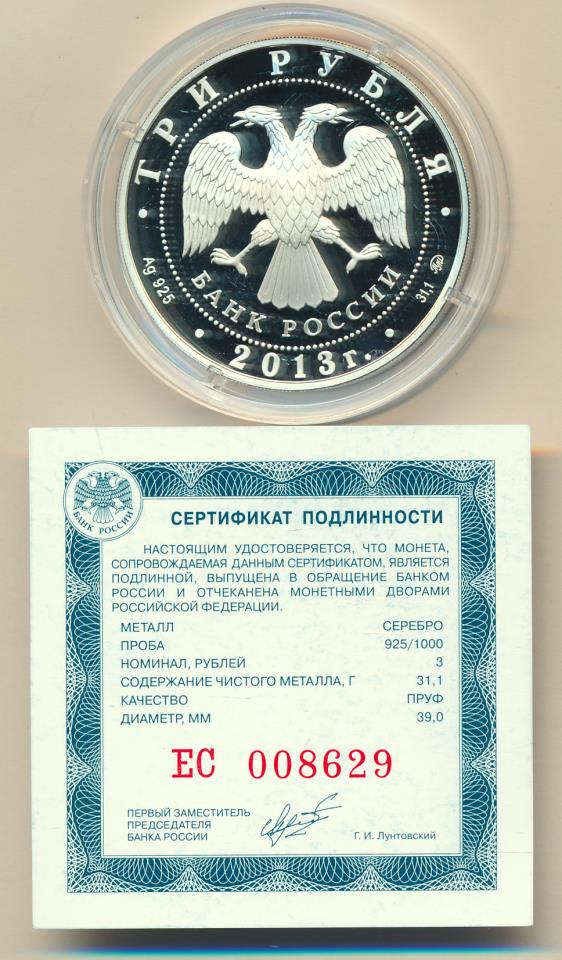 ТРИ РУБЛЯ
Ag 925
31,1
БАНК РОССИИ
2013 г.
БАНК РОССИИ
СЕРТИФИКАТ ПОДЛИННОСТИ
НАСТОЯЩИМ УДОСТОВЕРЯЕТСЯ, ЧТО МОНЕТА,
СОПРОВОЖДАЕМАЯ ДАННЫМ СЕРТИФИКАТОМ, ЯВЛЯЕТСЯ
ПОДЛИННОЙ, ВЫПУЩЕНА В ОБРАЩЕНИЕ БАНКОМ
РОССИИ И ОТЧЕКАНЕНА МОНЕТНЫМИ ДВОРАМИ
РОССИЙСКОЙ ФЕДЕРАЦИИ.
МЕТАЛЛ СЕРЕБРО
ПРОБА 925/1000
НОМИНАЛ, РУБЛЕЙ 3
СОДЕРЖАНИЕ ЧИСТОГО МЕТАЛЛА, Г 31,1
КАЧЕСТВО ПРУФ
ДИАМЕТР, ММ 39,0
ЕС 008629
ПЕРВЫЙ ЗАМЕСТИТЕЛЬ
ПРЕДСЕДАТЕЛЯ
БАНКА РОССИИ
Г. И. Лунтовский